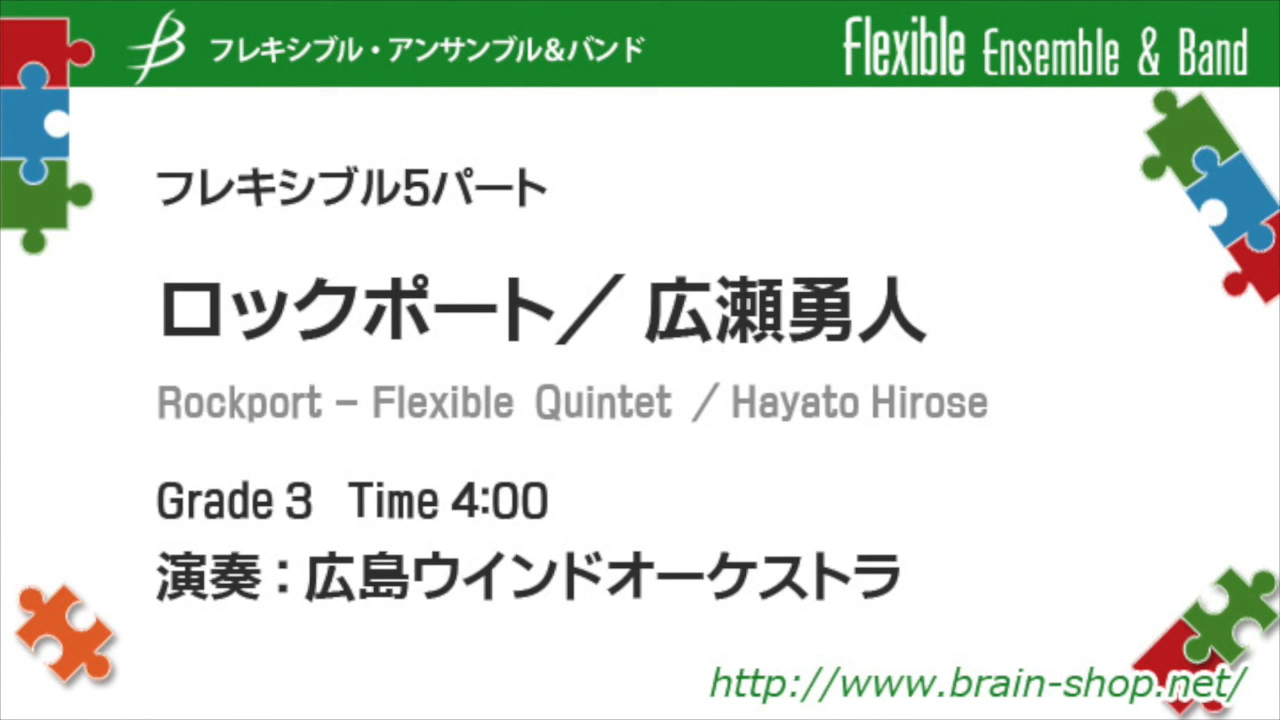 フレキシブル・アンサンブル&バンド
Flexible Ensemble & Band
フレキシブル5パート
ロックポート／広瀬勇人
Rockport – Flexible Quintet / Hayato Hirose
Grade 3 Time 4:00
演奏：広島ウインドオーケストラ
http://www.brain-shop.net/